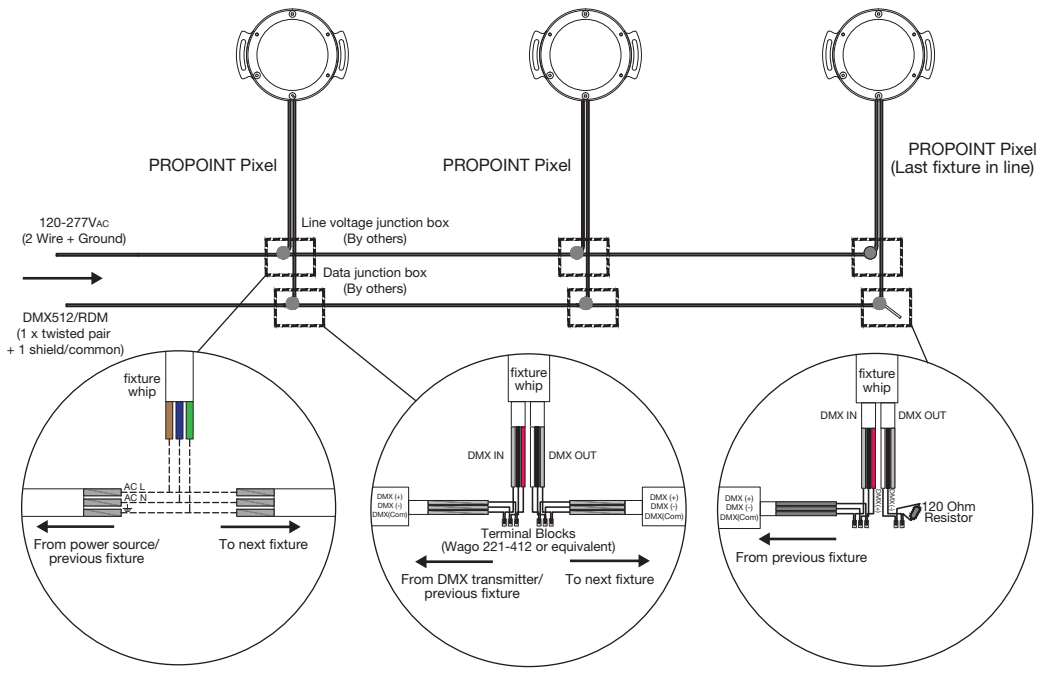 PROPOINT Pixel
PROPOINT Pixel
PROPOINT Pixel
(Last fixture in line)
120-277VAC
(2 Wire + Ground)
Line voltage junction box
(By others)
Data junction box
(By others)
DMX512/RDM
(1 x twisted pair
+ 1 shield/common)
fixture
whip
AC L
AC N
From power source/
previous fixture
To next fixture
fixture
whip
DMX IN
DMX OUT
DMX (+)
DMX (-)
DMX(Com)
DMX (+)
DMX (-)
DMX(Com)
Terminal Blocks
(Wago 221-412 or equivalent)
From DMX transmitter/
previous fixture
To next fixture
fixture
whip
DMX IN
DMX OUT
DMX (+)
DMX (-)
DMX(Com)
120 Ohm
Resistor
From previous fixture